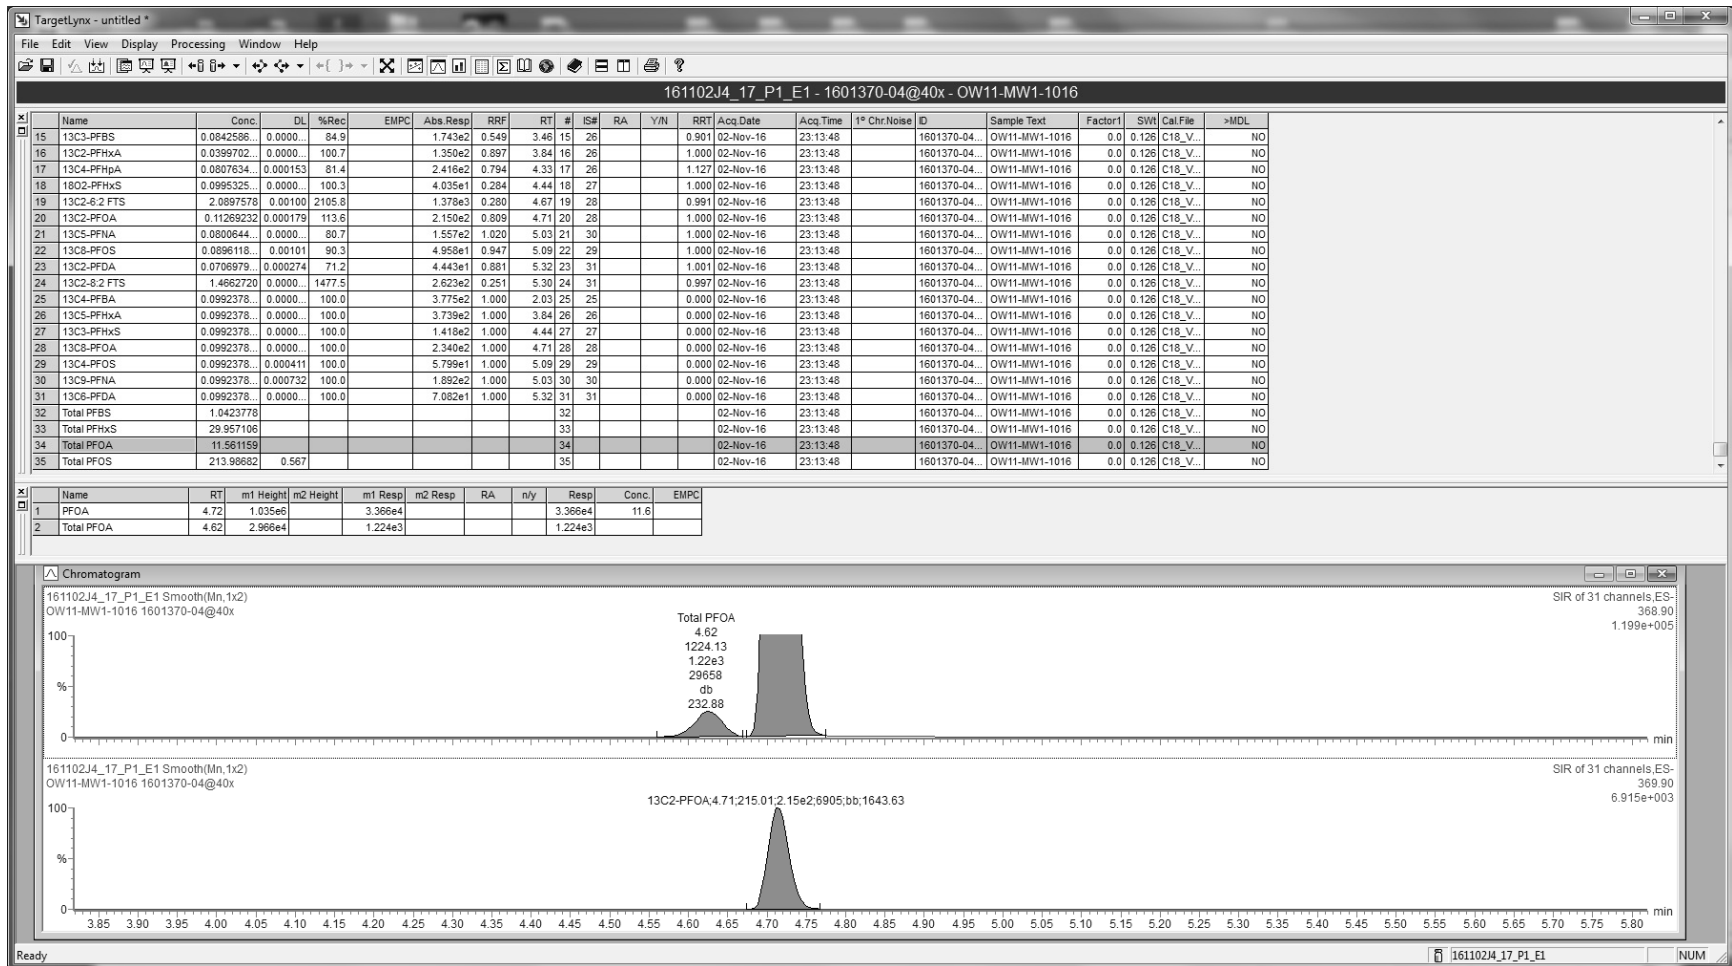 TargetLynx - untitled *
File Edit View Display Processing Window Help
161102J4_17_P1_E1 - 1601370-04@40x - OW11-MW1-1016
Name Conc. DL %Rec EMPC Abs.Resp RRF RT # IS# RA Y/N RRT Acq.Date Acq.Time 1° Chr.Noise ID Sample Text Factor1 SWt Cal.File >MDL
15 13C3-PFBS 0.0842586... 0.0000... 84.9 1.743e2 0.549 3.46 15 26 0.901 02-Nov-16 23:13:48 1601370-04... OW11-MW1-1016 0.0 0.126 C18_V... NO
16 13C2-PFHxA 0.0399702... 0.0000... 100.7 1.350e2 0.897 3.84 16 26 1.000 02-Nov-16 23:13:48 1601370-04... OW11-MW1-1016 0.0 0.126 C18_V... NO
17 13C4-PFHpA 0.0807634... 0.000153 81.4 2.416e2 0.794 4.33 17 26 1.127 02-Nov-16 23:13:48 1601370-04... OW11-MW1-1016 0.0 0.126 C18_V... NO
18 18O2-PFHxS 0.0995325... 0.0000... 100.3 4.035e1 0.284 4.44 18 27 1.000 02-Nov-16 23:13:48 1601370-04... OW11-MW1-1016 0.0 0.126 C18_V... NO
19 13C2-6:2 FTS 2.0897578 0.00100 2105.8 1.378e3 0.280 4.67 19 28 0.991 02-Nov-16 23:13:48 1601370-04... OW11-MW1-1016 0.0 0.126 C18_V... NO
20 13C2-PFOA 0.11269232 0.000179 113.6 2.150e2 0.809 4.71 20 28 1.000 02-Nov-16 23:13:48 1601370-04... OW11-MW1-1016 0.0 0.126 C18_V... NO
21 13C5-PFNA 0.0800644... 0.0000... 80.7 1.557e2 1.020 5.03 21 30 1.000 02-Nov-16 23:13:48 1601370-04... OW11-MW1-1016 0.0 0.126 C18_V... NO
22 13C8-PFOS 0.0896118... 0.00101 90.3 4.958e1 0.947 5.09 22 29 1.000 02-Nov-16 23:13:48 1601370-04... OW11-MW1-1016 0.0 0.126 C18_V... NO
23 13C2-PFDA 0.0706979... 0.000274 71.2 4.443e1 0.881 5.32 23 31 1.001 02-Nov-16 23:13:48 1601370-04... OW11-MW1-1016 0.0 0.126 C18_V... NO
24 13C2-8:2 FTS 1.4662720 0.0000... 1477.5 2.623e2 0.251 5.30 24 31 0.997 02-Nov-16 23:13:48 1601370-04... OW11-MW1-1016 0.0 0.126 C18_V... NO
25 13C4-PFBA 0.0992378... 0.0000... 100.0 3.775e2 1.000 2.03 25 25 0.000 02-Nov-16 23:13:48 1601370-04... OW11-MW1-1016 0.0 0.126 C18_V... NO
26 13C5-PFHxA 0.0992378... 0.0000... 100.0 3.739e2 1.000 3.84 26 26 0.000 02-Nov-16 23:13:48 1601370-04... OW11-MW1-1016 0.0 0.126 C18_V... NO
27 13C3-PFHxS 0.0992378... 0.0000... 100.0 1.418e2 1.000 4.44 27 27 0.000 02-Nov-16 23:13:48 1601370-04... OW11-MW1-1016 0.0 0.126 C18_V... NO
28 13C8-PFOA 0.0992378... 0.0000... 100.0 2.340e2 1.000 4.71 28 28 0.000 02-Nov-16 23:13:48 1601370-04... OW11-MW1-1016 0.0 0.126 C18_V... NO
29 13C4-PFOS 0.0992378... 0.000411 100.0 5.799e1 1.000 5.09 29 29 0.000 02-Nov-16 23:13:48 1601370-04... OW11-MW1-1016 0.0 0.126 C18_V... NO
30 13C9-PFNA 0.0992378... 0.000732 100.0 1.892e2 1.000 5.03 30 30 0.000 02-Nov-16 23:13:48 1601370-04... OW11-MW1-1016 0.0 0.126 C18_V... NO
31 13C6-PFDA 0.0992378... 0.0000... 100.0 7.082e1 1.000 5.32 31 31 0.000 02-Nov-16 23:13:48 1601370-04... OW11-MW1-1016 0.0 0.126 C18_V... NO
32 Total PFBS 1.0423778 32 02-Nov-16 23:13:48 1601370-04... OW11-MW1-1016 0.0 0.126 C18_V... NO
33 Total PFHxS 29.957106 33 02-Nov-16 23:13:48 1601370-04... OW11-MW1-1016 0.0 0.126 C18_V... NO
34 Total PFOA 11.561159 34 02-Nov-16 23:13:48 1601370-04... OW11-MW1-1016 0.0 0.126 C18_V... NO
35 Total PFOS 213.98682 0.567 35 02-Nov-16 23:13:48 1601370-04... OW11-MW1-1016 0.0 0.126 C18_V... NO
Name RT m1 Height m2 Height m1 Resp m2 Resp RA n/y Resp Conc. EMPC
1 PFOA 4.72 1.035e6 3.366e4 3.366e4 11.6
2 Total PFOA 4.62 2.966e4 1.224e3 1.224e3
Chromatogram
161102J4_17_P1_E1 Smooth(Mn,1x2)
OW11-MW1-1016 1601370-04@40x
SIR of 31 channels,ES-
368.90
1.199e+005
Total PFOA
4.62
1224.13
1.22e3
29658
db
232.88
100
%
0
min
161102J4_17_P1_E1 Smooth(Mn,1x2)
OW11-MW1-1016 1601370-04@40x
SIR of 31 channels,ES-
369.90
6.915e+003
13C2-PFOA;4.71;215.01;2.15e2;6905;bb;1643.63
100
%
0
min
3.85 3.90 3.95 4.00 4.05 4.10 4.15 4.20 4.25 4.30 4.35 4.40 4.45 4.50 4.55 4.60 4.65 4.70 4.75 4.80 4.85 4.90 4.95 5.00 5.05 5.10 5.15 5.20 5.25 5.30 5.35 5.40 5.45 5.50 5.55 5.60 5.65 5.70 5.75 5.80
Ready
161102J4_17_P1_E1
NUM